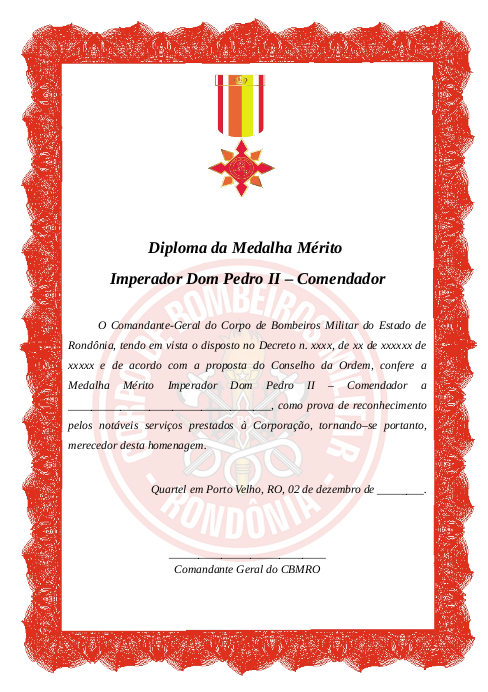 Diploma da Medalha Mérito
Imperador Dom Pedro II – Comendador
O Comandante-Geral do Corpo de Bombeiros Militar do Estado de
Rondônia, tendo em vista o disposto no Decreto n. xxxx, de xx de xxxxxx de
xxxxx e de acordo com a proposta do Conselho da Ordem, confere a
Medalha Mérito Imperador Dom Pedro II – Comendador a
___________________________________, como prova de reconhecimento
pelos notáveis serviços prestados à Corporação, tornando–se portanto,
merecedor desta homenagem.
Quartel em Porto Velho, RO, 02 de dezembro de ________.
___________________________
Comandante Geral do CBMRO
CORPO DE BOMBEIROS MILITAR
- RONDÔNIA -